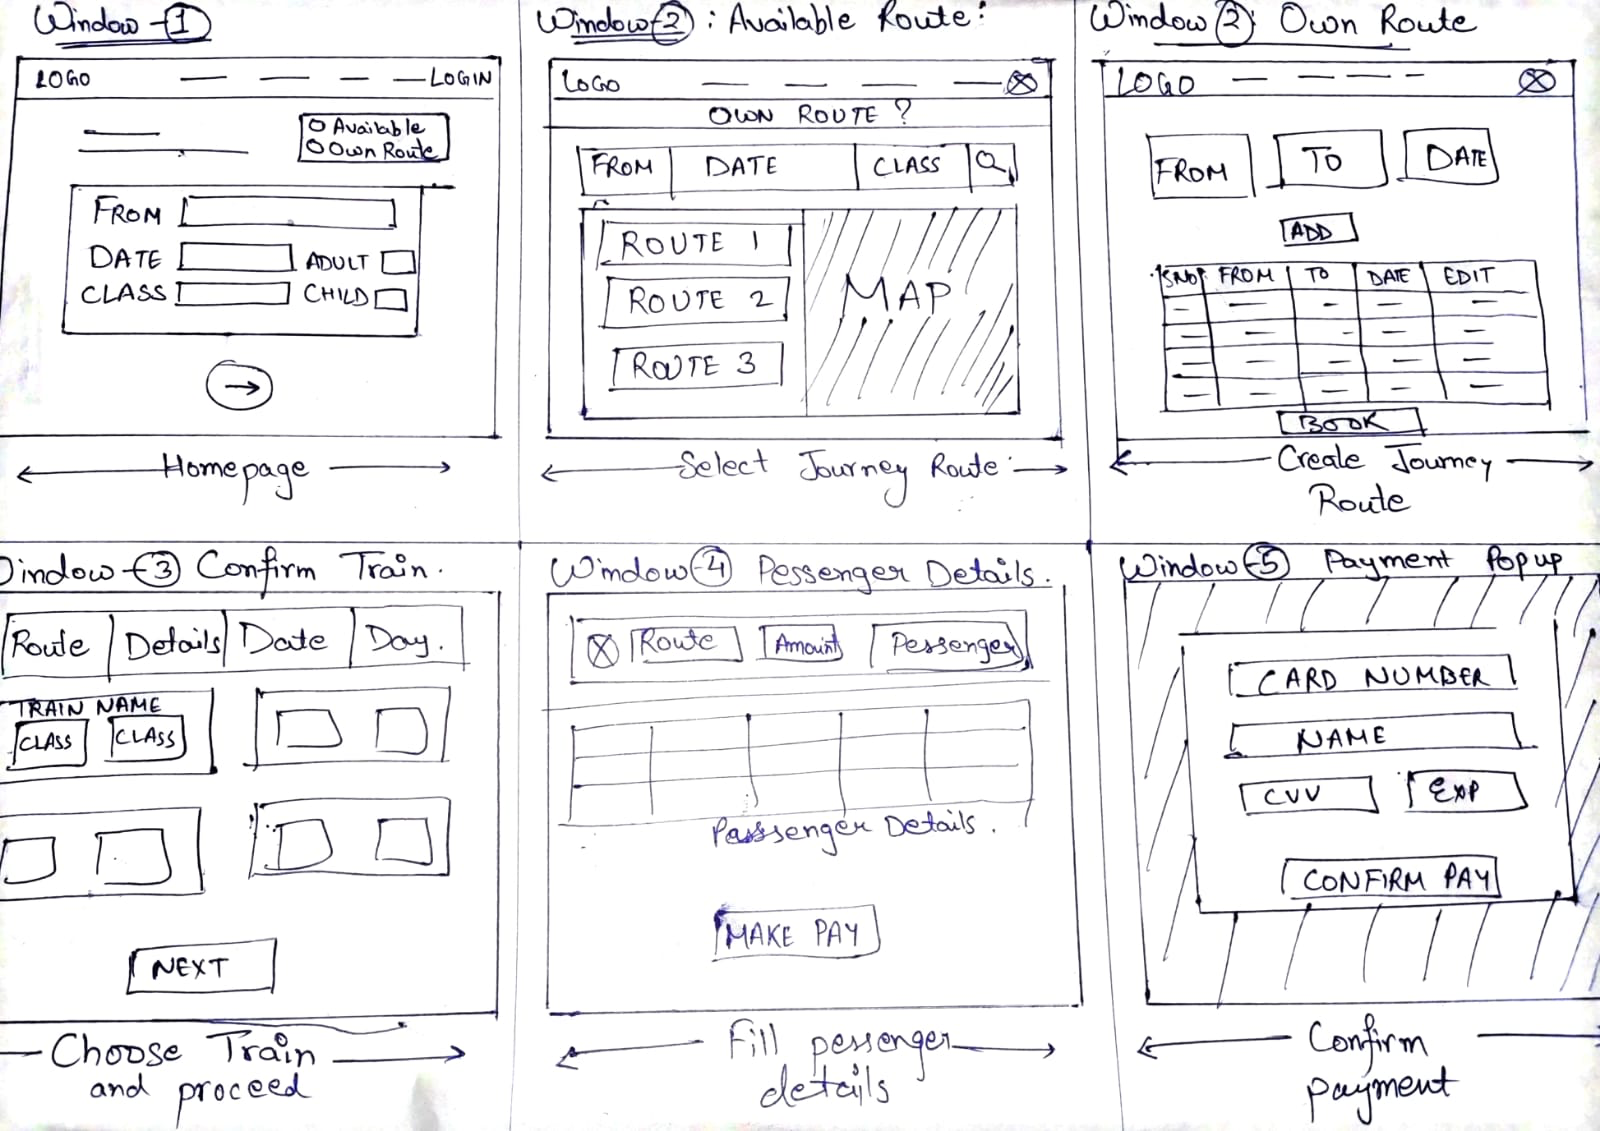 Window-1
LOGO LOGIN
Available
Own Route
FROM
DATE ADULT
CLASS CHILD
→
Homepage
Window-2 : Available Route:
LOGO
OWN ROUTE ?
FROM DATE CLASS
ROUTE 1
ROUTE 2
ROUTE 3
MAP
Select Journey Route
Window 2: Own Route
LOGO
FROM TO DATE
ADD
SNO FROM TO DATE EDIT
BOOK
Create Journey
Route
Window-3 Confirm Train.
Route Details Date Day.
TRAIN NAME
CLASS CLASS
NEXT
Choose Train
and proceed
Window-4 Pessenger Details.
Route Amount Pessenger
Passsenger Details.
MAKE PAY
Fill pessenger
details
Window-5 Payment Pop up
CARD NUMBER
NAME
CVV EXP
CONFIRM PAY
Confirm
payment